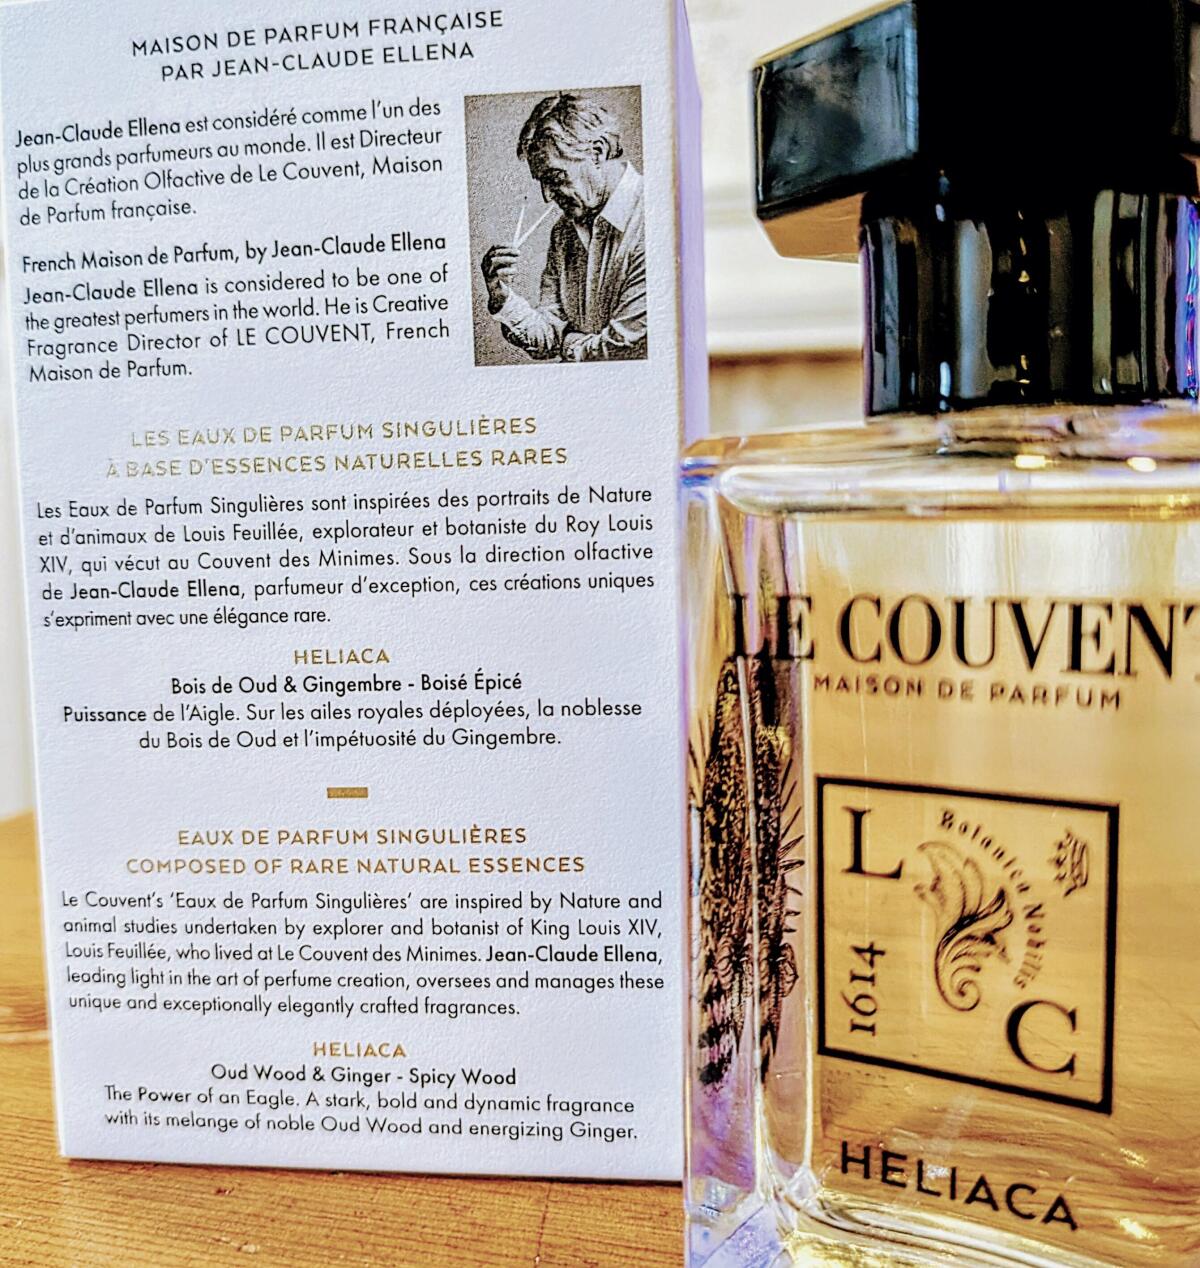 MAISON DE PARFUM FRANÇAISE
PAR JEAN-CLAUDE ELLENA
Jean-Claude Ellena est considéré comme l'un des
plus grands parfumeurs au monde. Il est Directeur
de la Création Olfactive de Le Couvent, Maison
de Parfum française.
French Maison de Parfum, by Jean-Claude Ellena
Jean-Claude Ellena is considered to be one of
the greatest perfumers in the world. He is Creative
Fragrance Director of LE COUVENT, French
Maison de Parfum.
LES EAUX DE PARFUM SINGULIÈRES
À BASE D'ESSENCES NATURELLES RARES
Les Eaux de Parfum Singulières sont inspirées des portraits de Nature
et d'animaux de Louis Feuillée, explorateur et botaniste du Roy Louis
XIV, qui vécut au Couvent des Minimes. Sous la direction olfactive
de Jean-Claude Ellena, parfumeur d'exception, ces créations uniques
s'expriment avec une élégance rare.
HELIACA
Bois de Oud & Gingembre - Boisé Épicé
Puissance de l'Aigle. Sur les ailes royales déployées, la noblesse
du Bois de Oud et l'impétuosité du Gingembre.
EAUX DE PARFUM SINGULIÈRES
COMPOSED OF RARE NATURAL ESSENCES
Le Couvent's 'Eaux de Parfum Singulières' are inspired by Nature and
animal studies undertaken by explorer and botanist of King Louis XIV,
Louis Feuillée, who lived at Le Couvent des Minimes. Jean-Claude Ellena,
leading light in the art of perfume creation, oversees and manages these
unique and exceptionally elegantly crafted fragrances.
HELIACA
Oud Wood & Ginger - Spicy Wood
The Power of an Eagle. A stark, bold and dynamic fragrance
with its melange of noble Oud Wood and energizing Ginger.
LE COUVENT
MAISON DE PARFUM
L
Botanica Nobilis
1614
C
HELIACA